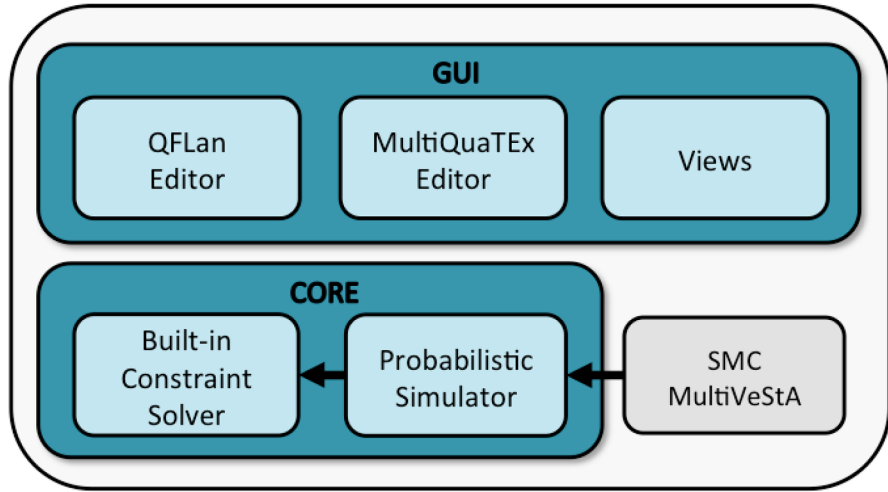 GUI
QFLan
Editor
MultiQuaTEx
Editor
Views
CORE
Built-in
Constraint
Solver
Probabilistic
Simulator
SMC
MultiVeStA